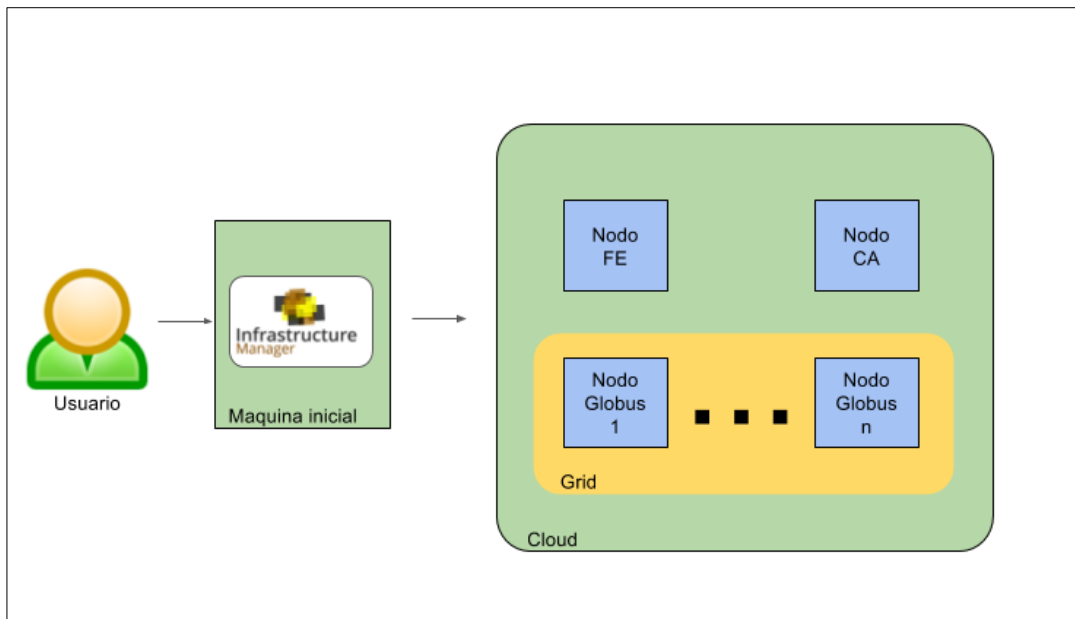 Nodo
FE
Nodo
CA
Infrastructure
Manager
Usuario
Maquina inicial
Nodo
Globus
1
Nodo
Globus
n
Grid
Cloud